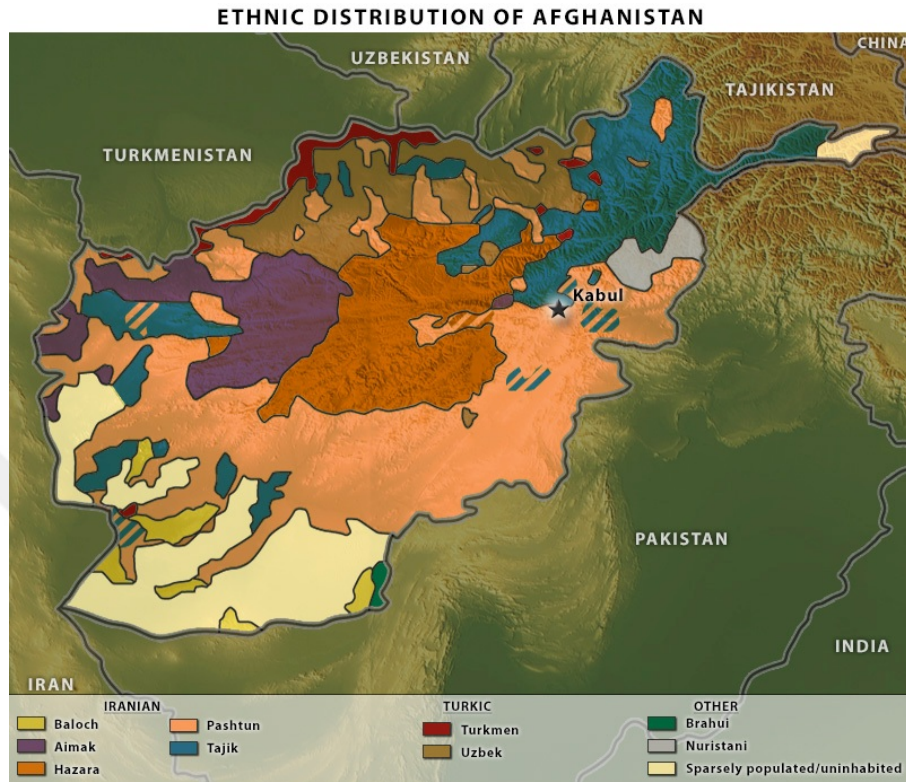 ETHNIC DISTRIBUTION OF AFGHANISTAN
CHINA
UZBEKISTAN
TAJIKISTAN
TURKMENISTAN
Kabul
PAKISTAN
INDIA
IRAN
IRANIAN
Baloch
Pashtun
Aimak
Tajik
Hazara
TURKIC
Turkmen
Uzbek
OTHER
Brahui
Nuristani
Sparsely populated/uninhabited